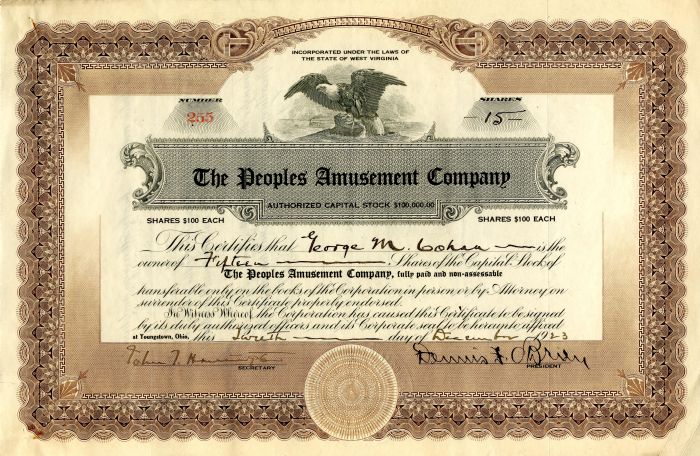 INCORPORATED UNDER THE LAWS OF
THE STATE OF WEST VIRGINIA
NUMBER
255
SHARES
15
The Peoples Amusement Company
AUTHORIZED CAPITAL STOCK $100,000.00
SHARES $100 EACH
SHARES $100 EACH
This Certifies that George M. Cohan is the
owner of Fifteen Shares of the Capital Stock of
The Peoples Amusement Company, fully paid and non-assessable
transferable only on the books of the Corporation in person or by Attorney on
surrender of this Certificate properly endorsed.
In Witness Whereof, the Corporation has caused this Certificate to be signed
by its duly authorized officers and its Corporate seal to be hereunto affixed
at Youngstown, Ohio, this day of December 1923
John T. Dennis F. O'Brien
SECRETARY
PRESIDENT